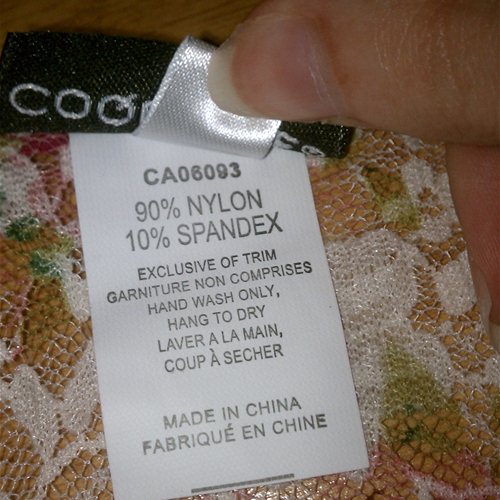 CA06093
90% NYLON
10% SPANDEX
EXCLUSIVE OF TRIM
GARNITURE NON COMPRISES
HAND WASH ONLY,
HANG TO DRY
LAVER A LA MAIN,
COUP À SECHER
MADE IN CHINA
FABRIQUÉ EN CHINE